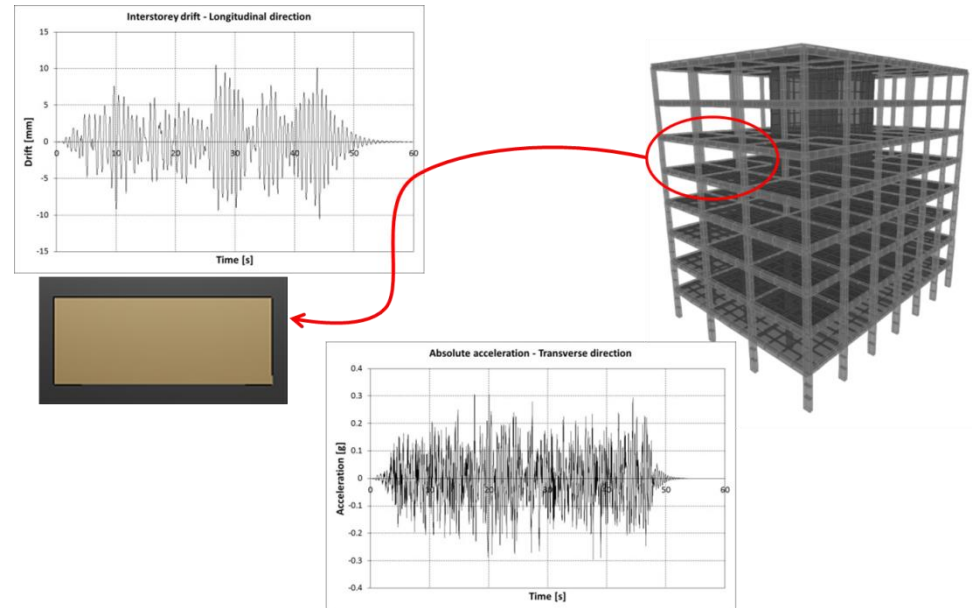 Interstorey drift - Longitudinal direction
15
10
5
0
-5
-10
-15
0 10 20 30 40 50 60
Drift [mm]
Time [s]
Absolute acceleration - Transverse direction
0.4
0.3
0.2
0.1
0
-0.1
-0.2
-0.3
-0.4
0 10 20 30 40 50 60
Acceleration [g]
Time [s]